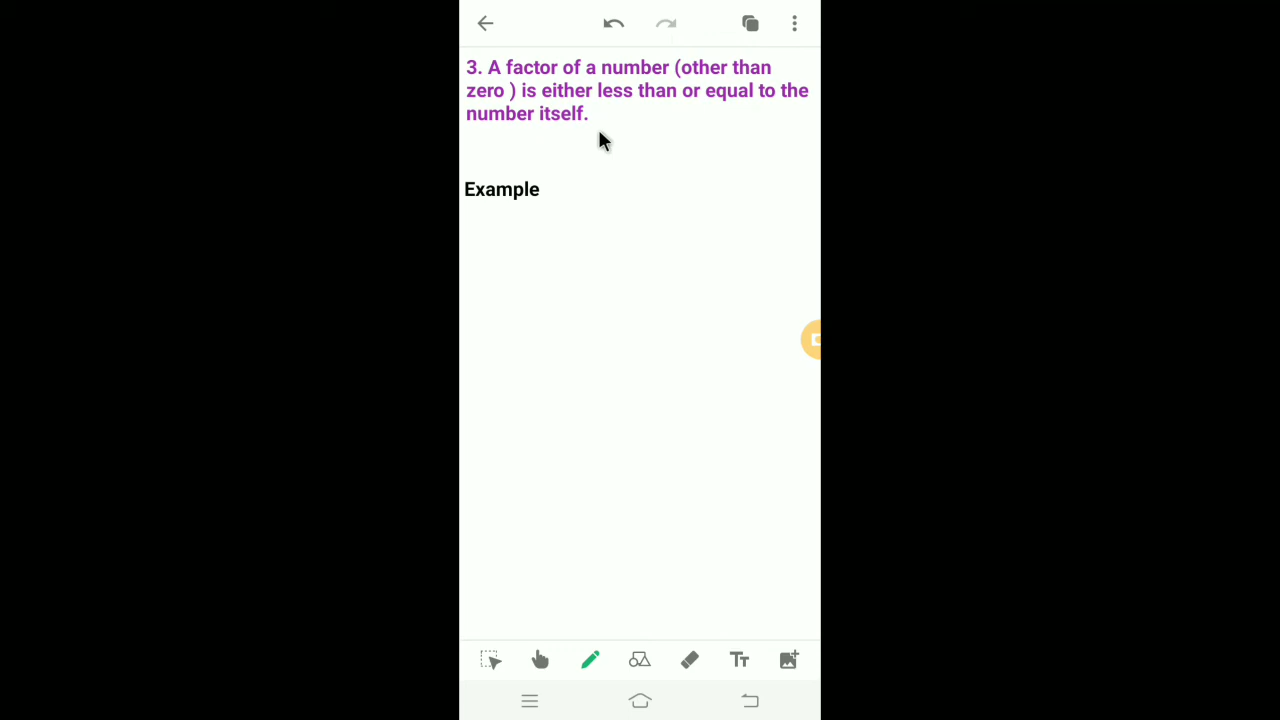 3. A factor of a number (other than
zero ) is either less than or equal to the
number itself.
Example